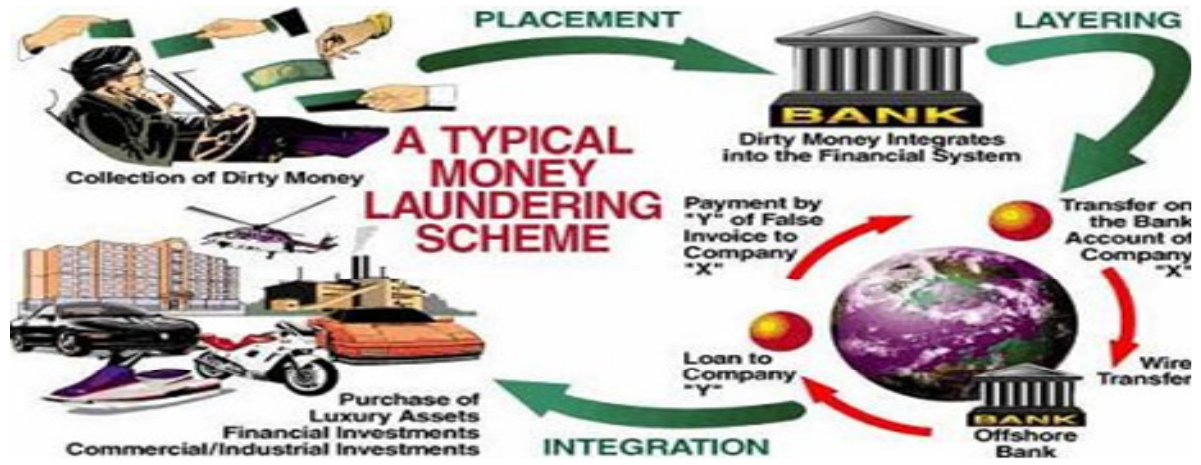 PLACEMENT
LAYERING
BANK
Dirty Money Integrates
into the Financial System
Collection of Dirty Money
A TYPICAL
MONEY
LAUNDERING
SCHEME
Payment by
"Y" of False
Invoice to
Company
"X"
Transfer on
the Bank
Account of
Company
"X"
Wire
Transfer
Loan to
Company
"Y"
BANK
Offshore
Bank
Purchase of
Luxury Assets
Financial Investments
Commercial/Industrial Investments
INTEGRATION